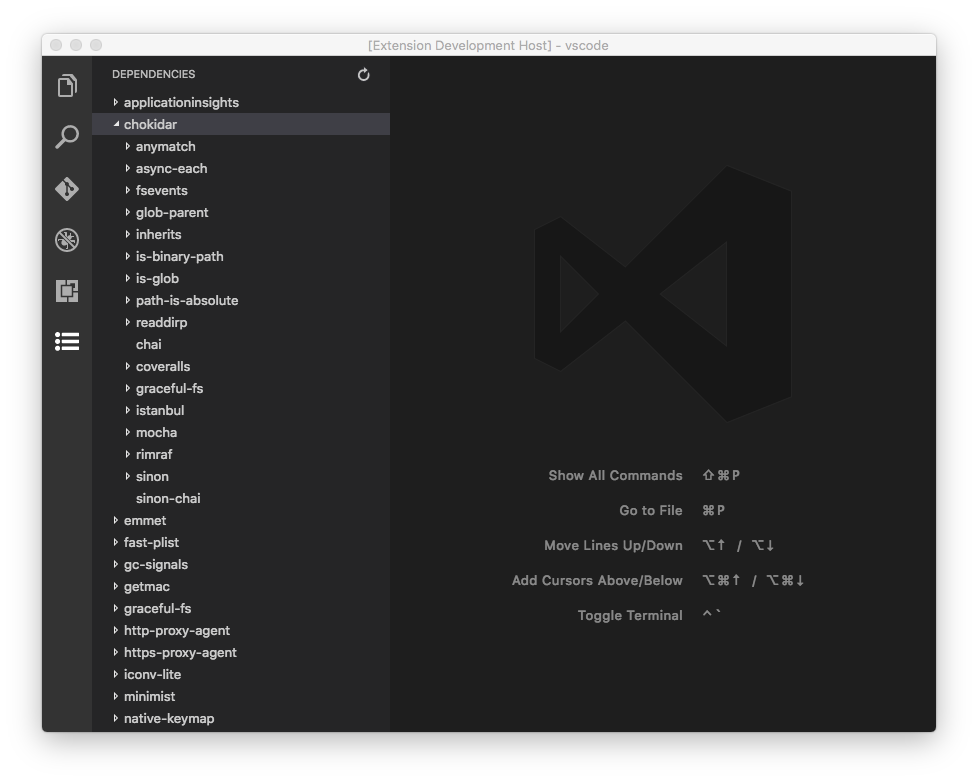 [Extension Development Host] - vscode
DEPENDENCIES
applicationinsights
chokidar
anymatch
async-each
fsevents
glob-parent
inherits
is-binary-path
is-glob
path-is-absolute
readdirp
chai
coveralls
graceful-fs
istanbul
mocha
rimraf
sinon
sinon-chai
emmet
fast-plist
gc-signals
getmac
graceful-fs
http-proxy-agent
https-proxy-agent
iconv-lite
minimist
native-keymap
Show All Commands ⇧⌘P
Go to File ⌘P
Move Lines Up/Down ⌥↑ / ⌥↓
Add Cursors Above/Below ⌥⌘↑ / ⌥⌘↓
Toggle Terminal ^`